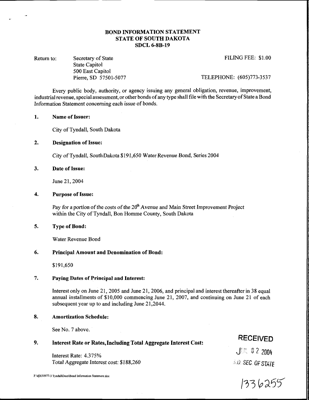 BOND INFORMATION STATEMENT
STATE OF SOUTH DAKOTA
SDCL 6-8B-19
Return to: Secretary of State FILING FEE: $1.00
State Capitol
500 East Capitol
Pierre, SD 57501-5077 TELEPHONE: (605)773-3537
Every public body, authority, or agency issuing any general obligation, revenue, improvement,
industrial revenue, special assessment, or other bonds of any type shall file with the Secretary of State a Bond
Information Statement concerning each issue of bonds.
1. Name of Issuer:
City of Tyndall, South Dakota
2. Designation of Issue:
City of Tyndall, South Dakota $191,650 Water Revenue Bond, Series 2004
3. Date of Issue:
June 21, 2004
4. Purpose of Issue:
Pay for a portion of the costs of the 20th Avenue and Main Street Improvement Project
within the City of Tyndall, Bon Homme County, South Dakota
5. Type of Bond:
Water Revenue Bond
6. Principal Amount and Denomination of Bond:
$191,650
7. Paying Dates of Principal and Interest:
Interest only on June 21, 2005 and June 21, 2006, and principal and interest thereafter in 38 equal
annual installments of $10,000 commencing June 21, 2007, and continuing on June 21 of each
subsequent year up to and including June 21, 2044.
8. Amortization Schedule:
See No. 7 above.
9. Interest Rate or Rates, Including Total Aggregate Interest Cost:
Interest Rate: 4.375%
Total Aggregate Interest cost: $188,260
RECEIVED
02 2004
SEC OF STATE
1336255